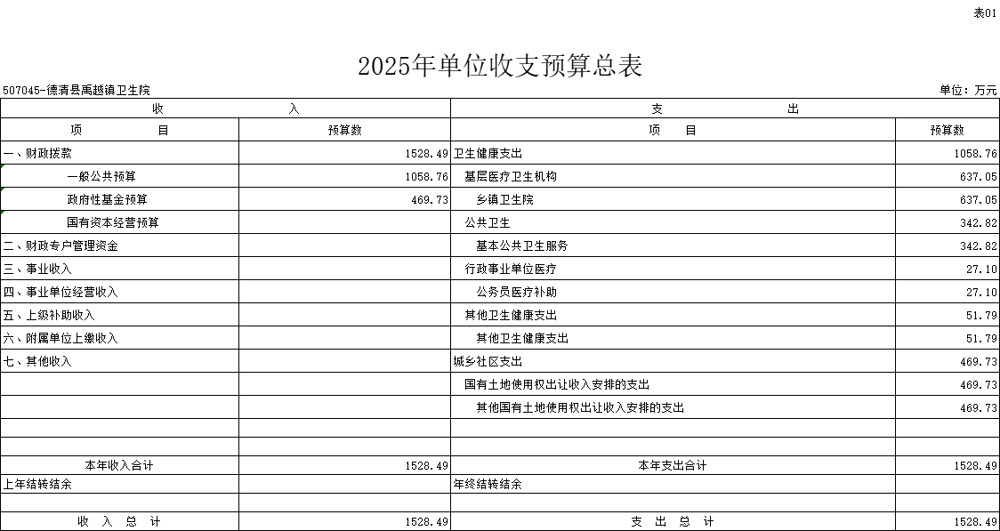 表01
2025年单位收支预算总表
507045-德清县禹越镇卫生院 单位：万元
收 入 支 出
项 目 预算数 项 目 预算数
一、财政拨款 1528.49 卫生健康支出 1058.76
一般公共预算 1058.76 基层医疗卫生机构 637.05
政府性基金预算 469.73 乡镇卫生院 637.05
国有资本经营预算 公共卫生 342.82
二、财政专户管理资金 基本公共卫生服务 342.82
三、事业收入 行政事业单位医疗 27.10
四、事业单位经营收入 公务员医疗补助 27.10
五、上级补助收入 其他卫生健康支出 51.79
六、附属单位上缴收入 其他卫生健康支出 51.79
七、其他收入 城乡社区支出 469.73
国有土地使用权出让收入安排的支出 469.73
其他国有土地使用权出让收入安排的支出 469.73
本年收入合计 1528.49 本年支出合计 1528.49
上年结转结余 年终结转结余
收 入 总 计 1528.49 支 出 总 计 1528.49